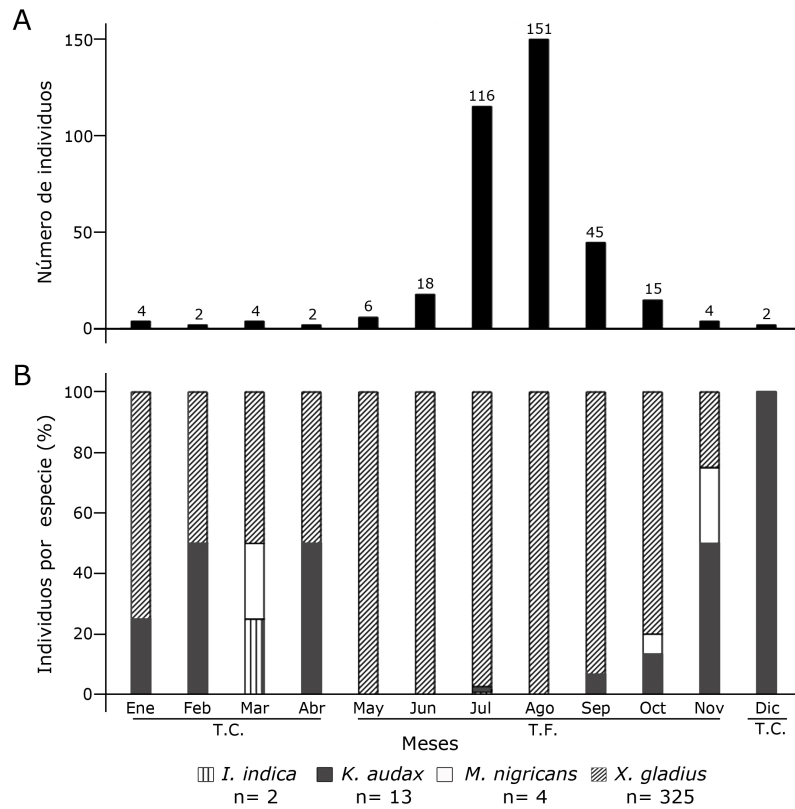 A
Número de individuos
150
100
50
0
4
2
4
2
6
18
116
151
45
15
4
2
B
Individuos por especie (%)
100
80
60
40
20
0
Ene Feb Mar Abr May Jun Jul Ago Sep Oct Nov Dic
T.C. T.F. T.C.
Meses
I. indica K. audax M. nigricans X. gladius
n= 2 n= 13 n= 4 n= 325